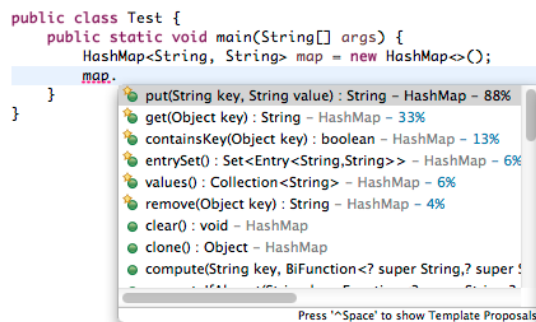 public class Test {
public static void main(String[] args) {
HashMap<String, String> map = new HashMap<>();
map.
put(String key, String value) : String – HashMap – 88%
get(Object key) : String – HashMap – 33%
containsKey(Object key) : boolean – HashMap – 13%
entrySet() : Set<Entry<String,String>> – HashMap – 6%
values() : Collection<String> – HashMap – 6%
remove(Object key) : String – HashMap – 4%
clear() : void – HashMap
clone() : Object – HashMap
compute(String key, BiFunction<? super String,? super S
}
}
Press '^Space' to show Template Proposals